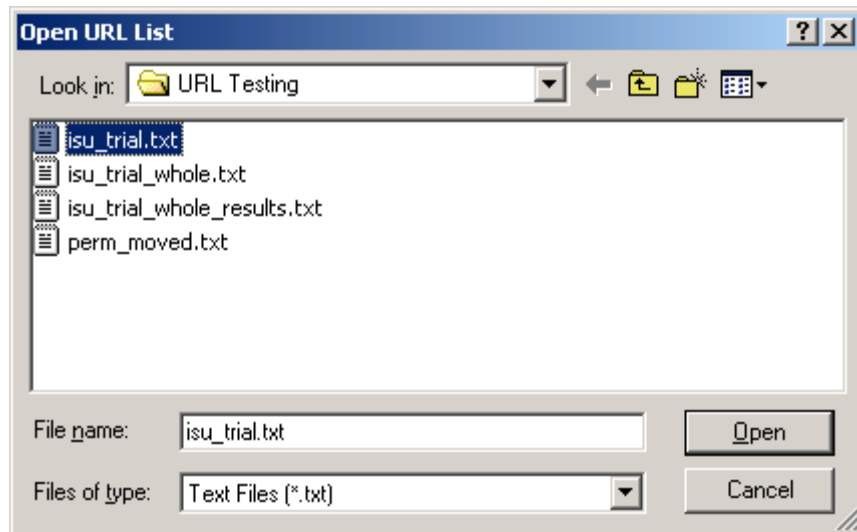 Open URL List
Look in: URL Testing
isu_trial.txt
isu_trial_whole.txt
isu_trial_whole_results.txt
perm_moved.txt
File name: isu_trial.txt Open
Files of type: Text Files (*.txt) Cancel